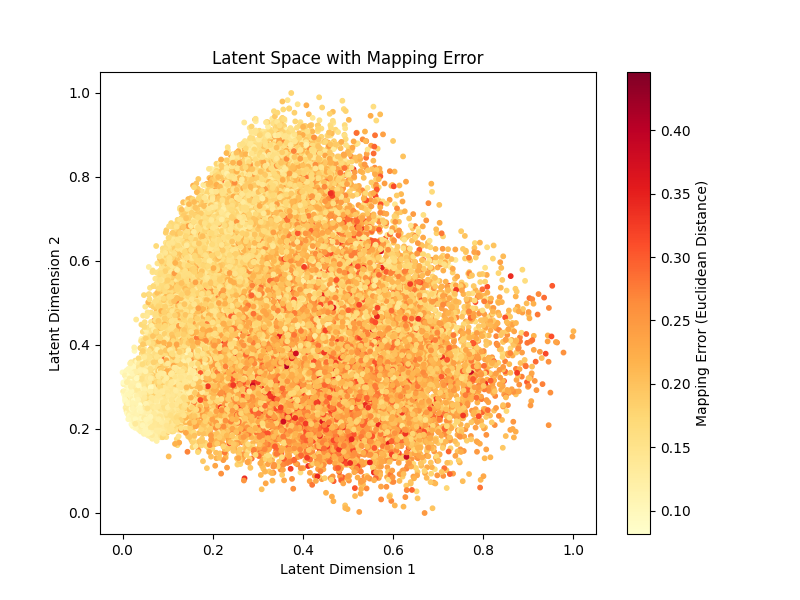 Latent Space with Mapping Error
1.0
0.8
0.6
0.4
0.2
0.0
Latent Dimension 2
0.0 0.2 0.4 0.6 0.8 1.0
Latent Dimension 1
0.40
0.35
0.30
0.25
0.20
0.15
0.10
Mapping Error (Euclidean Distance)